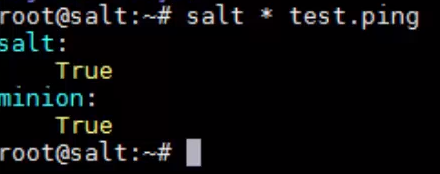 root@salt:~# salt * test.ping
salt:
    True
minion:
    True
root@salt:~#